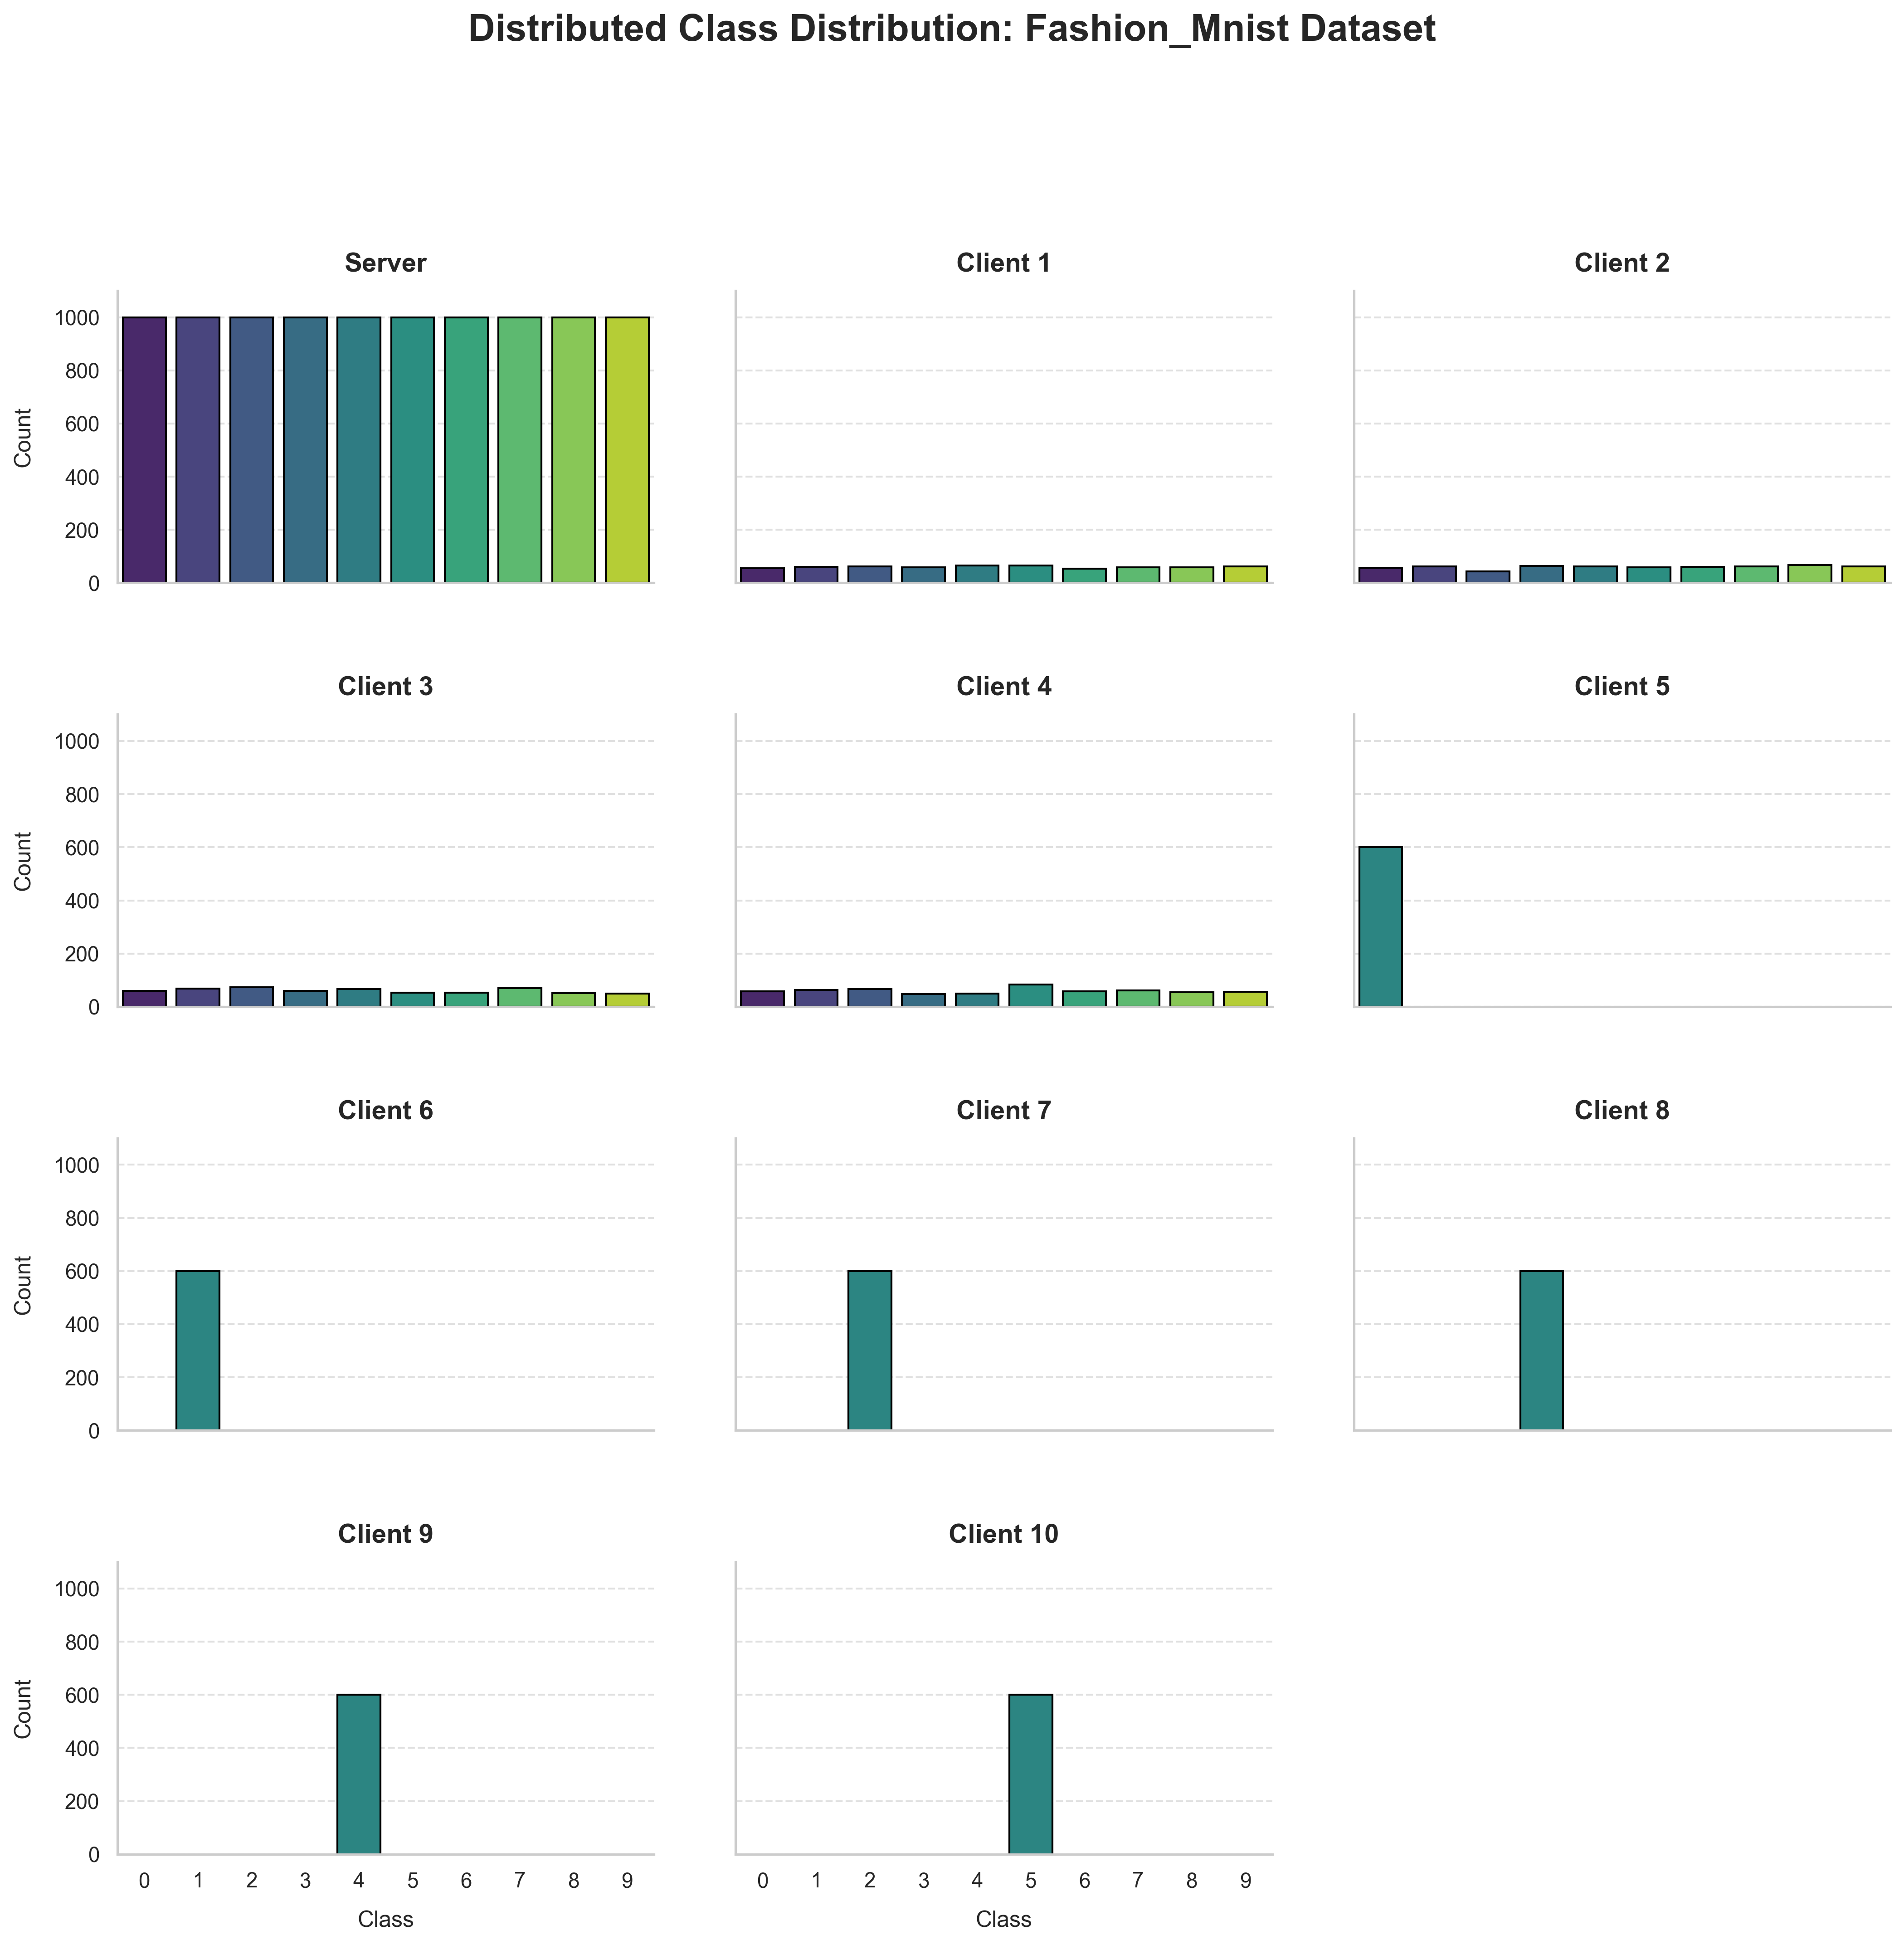 Distributed Class Distribution: Fashion_Mnist Dataset
Server
Client 1
Client 2
1000
800
600
400
200
0
Count
Client 3
Client 4
Client 5
1000
800
600
400
200
0
Count
Client 6
Client 7
Client 8
1000
800
600
400
200
0
Count
Client 9
Client 10
1000
800
600
400
200
0
Count
0 1 2 3 4 5 6 7 8 9
0 1 2 3 4 5 6 7 8 9
Class
Class